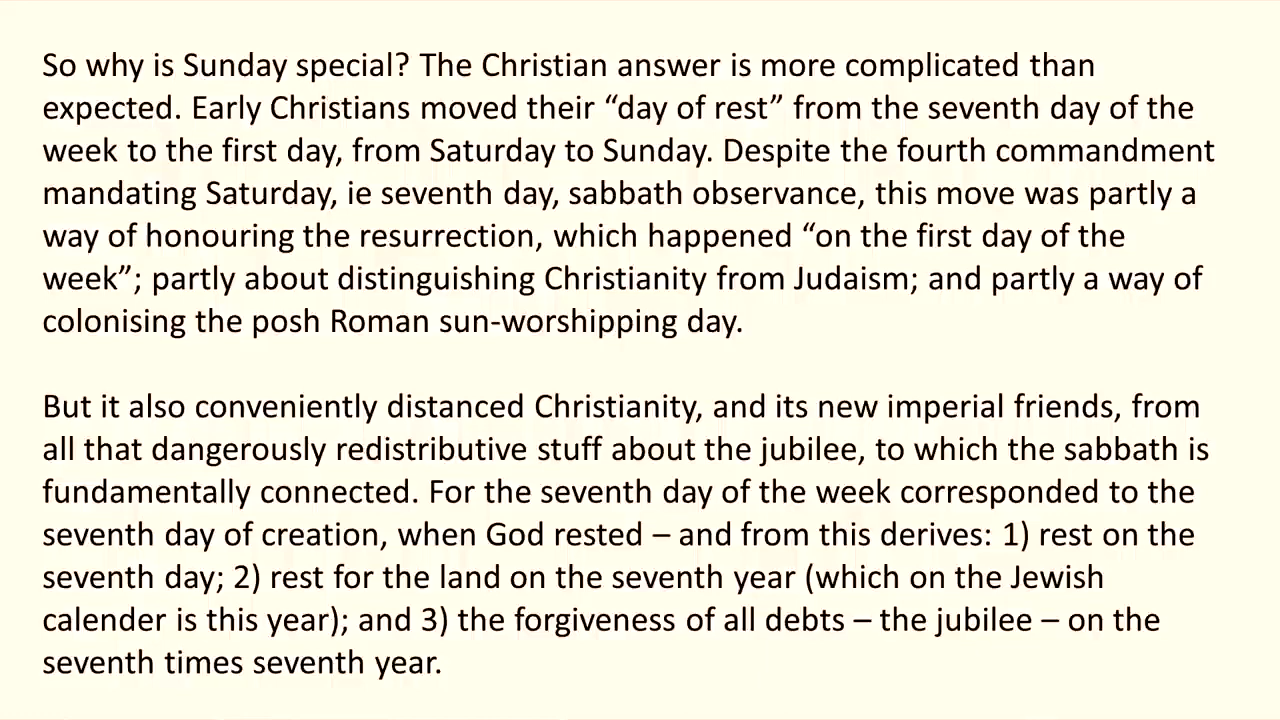 So why is Sunday special? The Christian answer is more complicated than
expected. Early Christians moved their “day of rest” from the seventh day of the
week to the first day, from Saturday to Sunday. Despite the fourth commandment
mandating Saturday, ie seventh day, sabbath observance, this move was partly a
way of honouring the resurrection, which happened “on the first day of the
week”; partly about distinguishing Christianity from Judaism; and partly a way of
colonising the posh Roman sun-worshipping day.
But it also conveniently distanced Christianity, and its new imperial friends, from
all that dangerously redistributive stuff about the jubilee, to which the sabbath is
fundamentally connected. For the seventh day of the week corresponded to the
seventh day of creation, when God rested – and from this derives: 1) rest on the
seventh day; 2) rest for the land on the seventh year (which on the Jewish
calender is this year); and 3) the forgiveness of all debts – the jubilee – on the
seventh times seventh year.